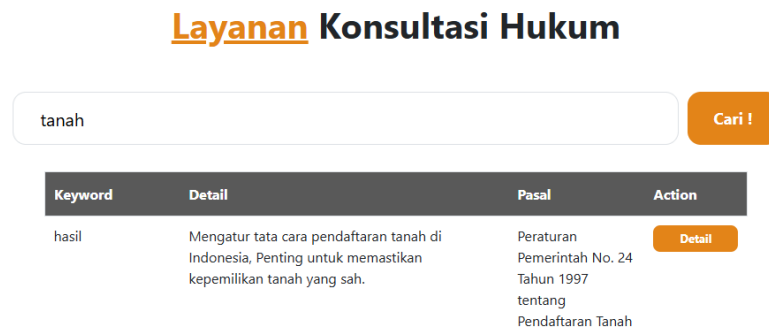 Layanan Konsultasi Hukum
tanah
Cari !
Keyword Detail Pasal Action
hasil
Mengatur tata cara pendaftaran tanah di
Indonesia, Penting untuk memastikan
kepemilikan tanah yang sah.
Peraturan
Pemerintah No. 24
Tahun 1997
tentang
Pendaftaran Tanah
Detail